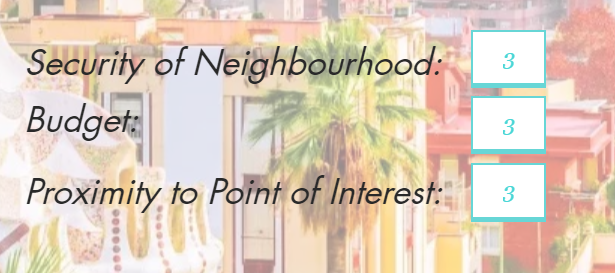 Security of Neighbourhood: 3
Budget: 3
Proximity to Point of Interest: 3